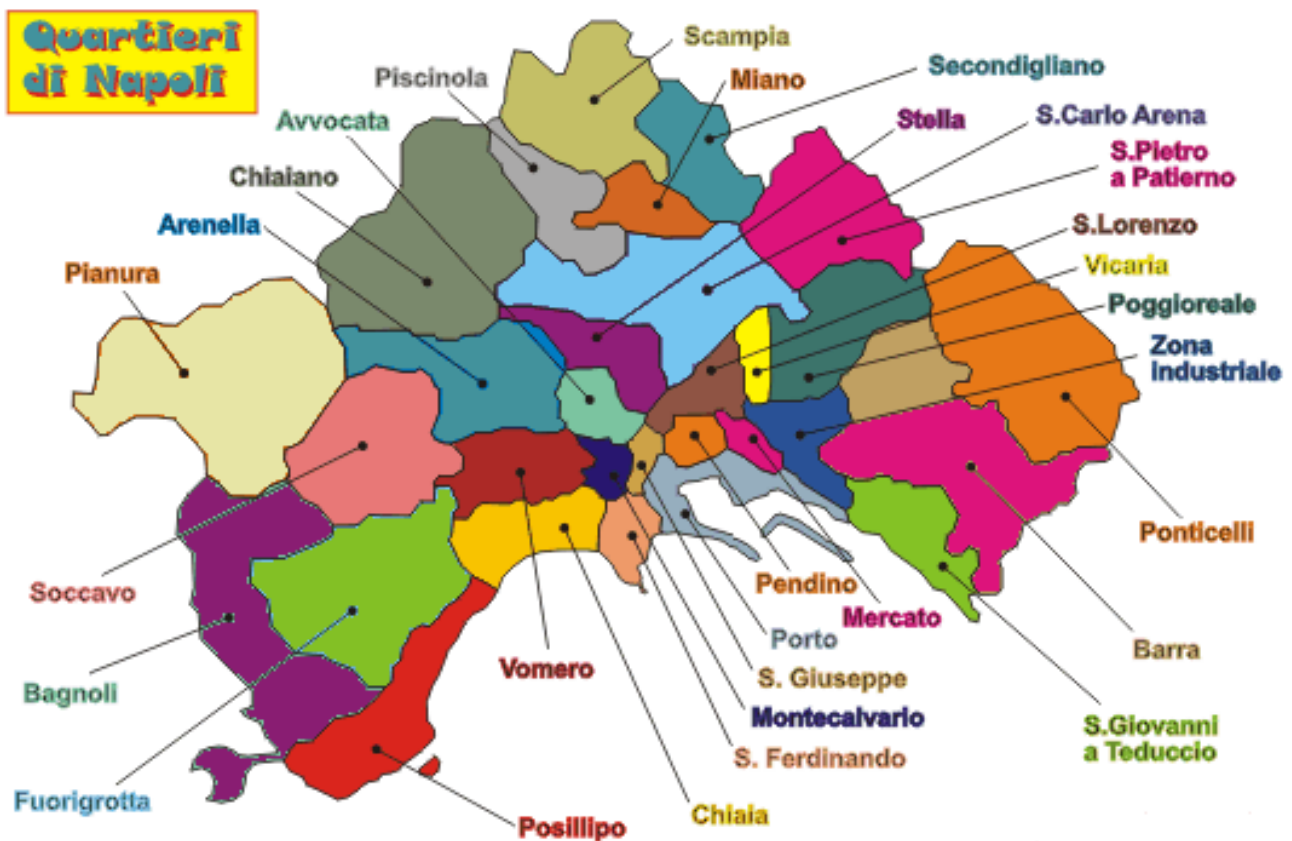 Quartieri
di Napoli
Scampia
Piscinola
Miano
Secondigliano
Avvocata
Stella
S.Carlo Arena
Chiaiano
S.Pietro
a Patierno
Arenella
S.Lorenzo
Pianura
Vicaria
Poggioreale
Zona
industriale
Ponticelli
Soccavo
Pendino
Mercato
Porto
Barra
Vomero
S. Giuseppe
Bagnoli
Montecalvario
S.Giovanni
a Teduccio
S. Ferdinando
Fuorigrotta
Chiaia
Posillipo